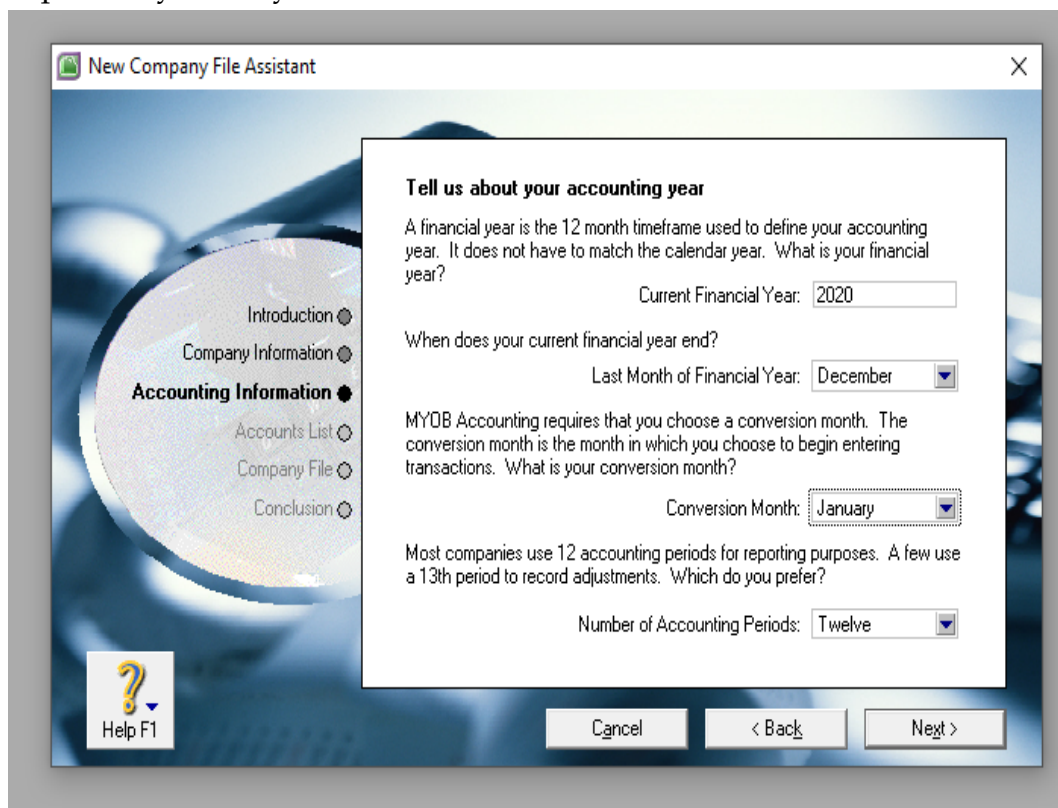 New Company File Assistant
Tell us about your accounting year
A financial year is the 12 month timeframe used to define your accounting
year. It does not have to match the calendar year. What is your financial
year?
Current Financial Year: 2020
When does your current financial year end?
Last Month of Financial Year: December
MYOB Accounting requires that you choose a conversion month. The
conversion month is the month in which you choose to begin entering
transactions. What is your conversion month?
Conversion Month: January
Most companies use 12 accounting periods for reporting purposes. A few use
a 13th period to record adjustments. Which do you prefer?
Number of Accounting Periods: Twelve
Introduction
Company Information
Accounting Information
Accounts List
Company File
Conclusion
Help F1
Cancel
< Back
Next >